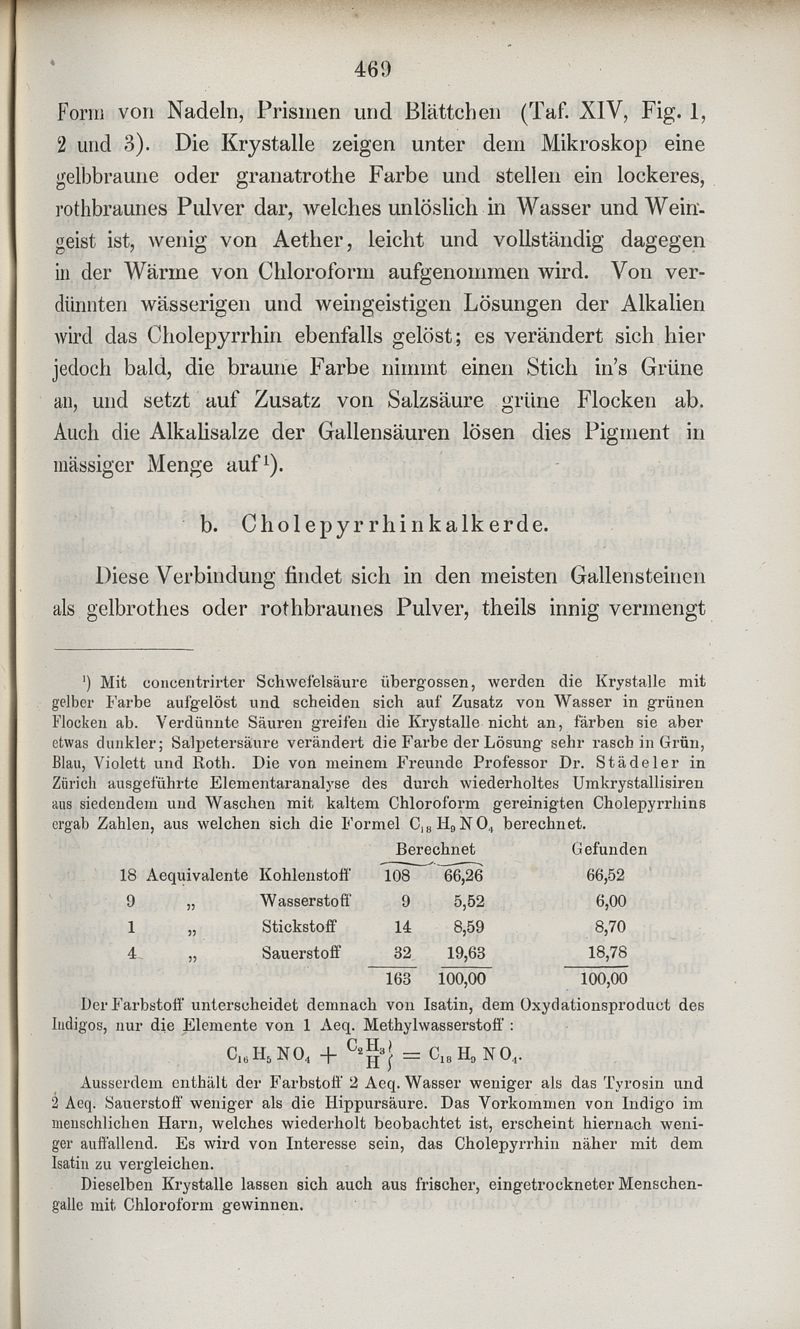 469
Form von Nadeln, Prismen und Blättchen (Taf. XIV, Fig. 1,
2 und 3). Die Krystalle zeigen unter dem Mikroskop eine
gelbbraune oder granatrothe Farbe und stellen ein lockeres,
rothbraunes Pulver dar, welches unlöslich in Wasser und Wein-
geist ist, wenig von Aether, leicht und vollständig dagegen
in der Wärme von Chloroform aufgenommen wird. Von ver-
dünnten wässerigen und weingeistigen Lösungen der Alkalien
wird das Cholepyrrhin ebenfalls gelöst; es verändert sich hier
jedoch bald, die braune Farbe nimmt einen Stich in's Grüne
an, und setzt auf Zusatz von Salzsäure grüne Flocken ab.
Auch die Alkalisalze der Gallensäuren lösen dies Pigment in
mässiger Menge auf¹).
b. Cholepyrrhinkalkerde.
Diese Verbindung findet sich in den meisten Gallensteinen
als gelbrothes oder rothbraunes Pulver, theils innig vermengt
¹) Mit concentrirter Schwefelsäure übergossen, werden die Krystalle mit
gelber Farbe aufgelöst und scheiden sich auf Zusatz von Wasser in grünen
Flocken ab. Verdünnte Säuren greifen die Krystalle nicht an, färben sie aber
etwas dunkler; Salpetersäure verändert die Farbe der Lösung sehr rasch in Grün,
Blau, Violett und Roth. Die von meinem Freunde Professor Dr. Städeler in
Zürich ausgeführte Elementaranalyse des durch wiederholtes Umkrystallisiren
aus siedendem und Waschen mit kaltem Chloroform gereinigten Cholepyrrhins
ergab Zahlen, aus welchen sich die Formel C₁₈ H₉ N O₄ berechnet.
Berechnet Gefunden
18 Aequivalente Kohlenstoff 108 66,26 66,52
9 „ Wasserstoff 9 5,52 6,00
1 „ Stickstoff 14 8,59 8,70
4 „ Sauerstoff 32 19,63 18,78
163 100,00 100,00
Der Farbstoff unterscheidet demnach von Isatin, dem Oxydationsproduct des
Indigos, nur die Elemente von 1 Aeq. Methylwasserstoff:
C₁₆ H₅ N O₄ + C₂ H₃ H } = C₁₈ H₉ N O₄.
Ausserdem enthält der Farbstoff 2 Aeq. Wasser weniger als das Tyrosin und
2 Aeq. Sauerstoff weniger als die Hippursäure. Das Vorkommen von Indigo im
menschlichen Harn, welches wiederholt beobachtet ist, erscheint hiernach weni-
ger auffallend. Es wird von Interesse sein, das Cholepyrrhin näher mit dem
Isatin zu vergleichen.
Dieselben Krystalle lassen sich auch aus frischer, eingetrockneter Menschen-
galle mit Chloroform gewinnen.